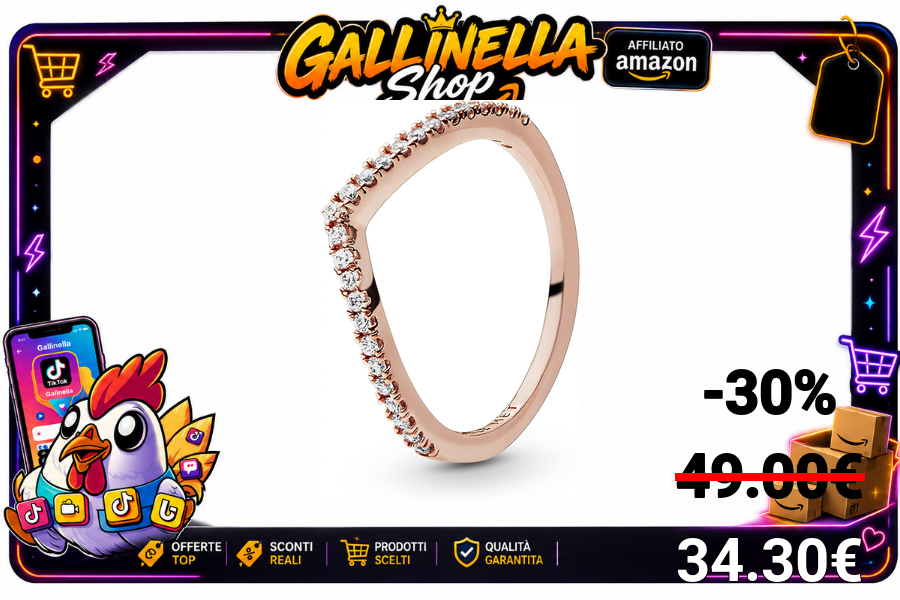 GALLINELLA
Shop
AFFILIATO
amazon
Gallinella
TikTok
Gallinella
-30%
49.00€
34.30€
OFFERTE
TOP
SCONTI
REALI
PRODOTTI
SCELTI
QUALITÀ
GARANTITA